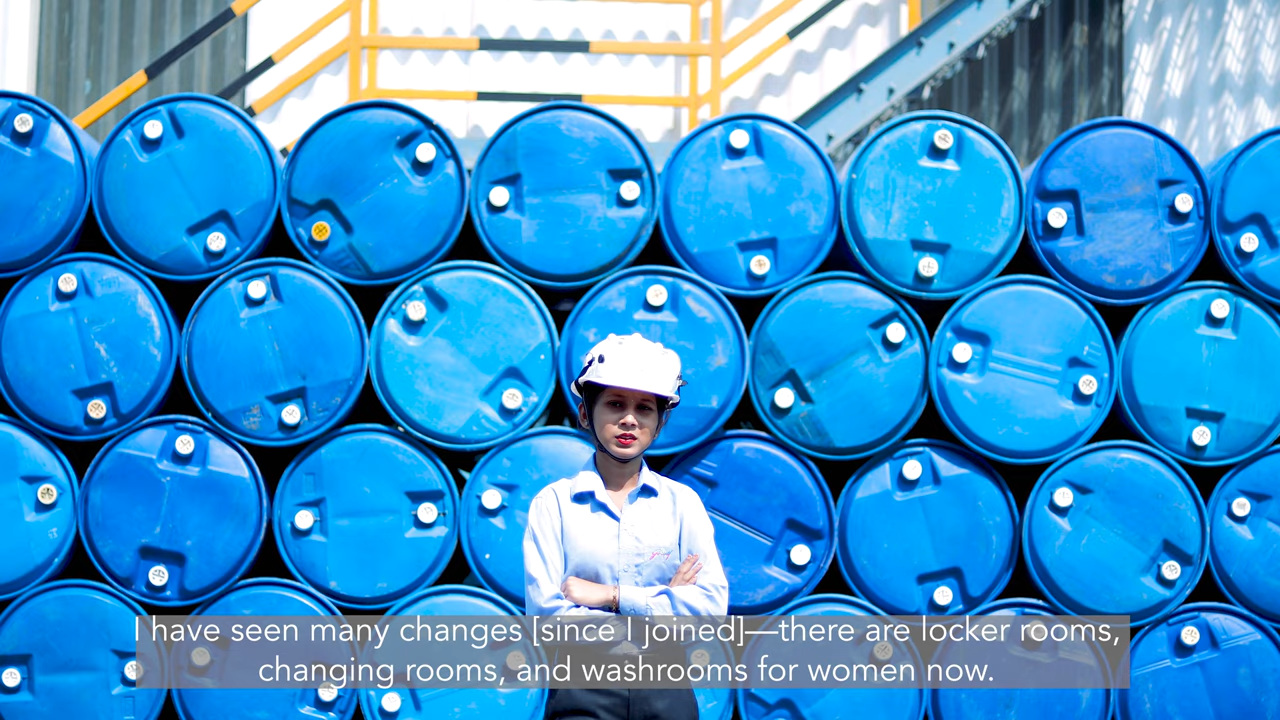 I have seen many changes [since I joined]—there are locker rooms,
changing rooms, and washrooms for women now.